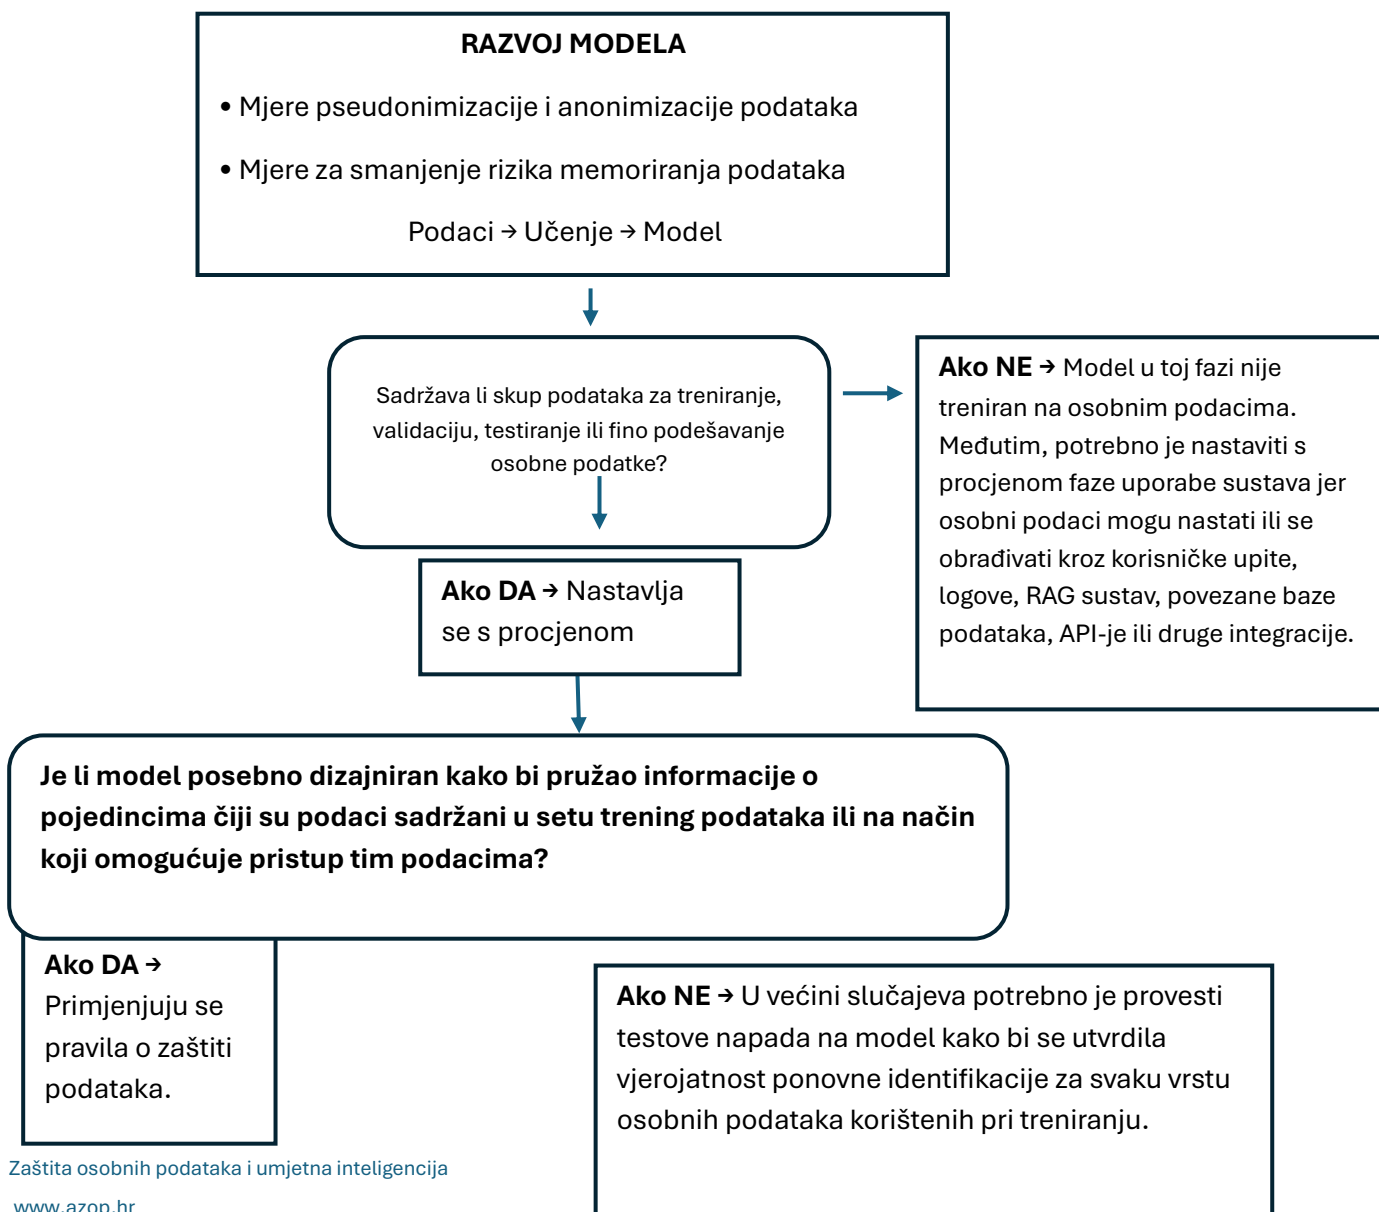 RAZVOJ MODELA
• Mjere pseudonimizacije i anonimizacije podataka
• Mjere za smanjenje rizika memoriranja podataka
Podaci → Učenje → Model
Sadržava li skup podataka za treniranje,
validaciju, testiranje ili fino podešavanje
osobne podatke?
Ako NE → Model u toj fazi nije
treniran na osobnim podacima.
Međutim, potrebno je nastaviti s
procjenom faze uporabe sustava jer
osobni podaci mogu nastati ili se
obrađivati kroz korisničke upite,
logove, RAG sustav, povezane baze
podataka, API-je ili druge integracije.
Ako DA → Nastavlja
se s procjenom
Je li model posebno dizajniran kako bi pružao informacije o
pojedincima čiji su podaci sadržani u setu trening podataka ili na način
koji omogućuje pristup tim podacima?
Ako DA →
Primjenjuju se
pravila o zaštiti
podataka.
Ako NE → U većini slučajeva potrebno je provesti
testove napada na model kako bi se utvrdila
vjerojatnost ponovne identifikacije za svaku vrstu
osobnih podataka korištenih pri treniranju.
Zaštita osobnih podataka i umjetna inteligencija
www.azop.hr